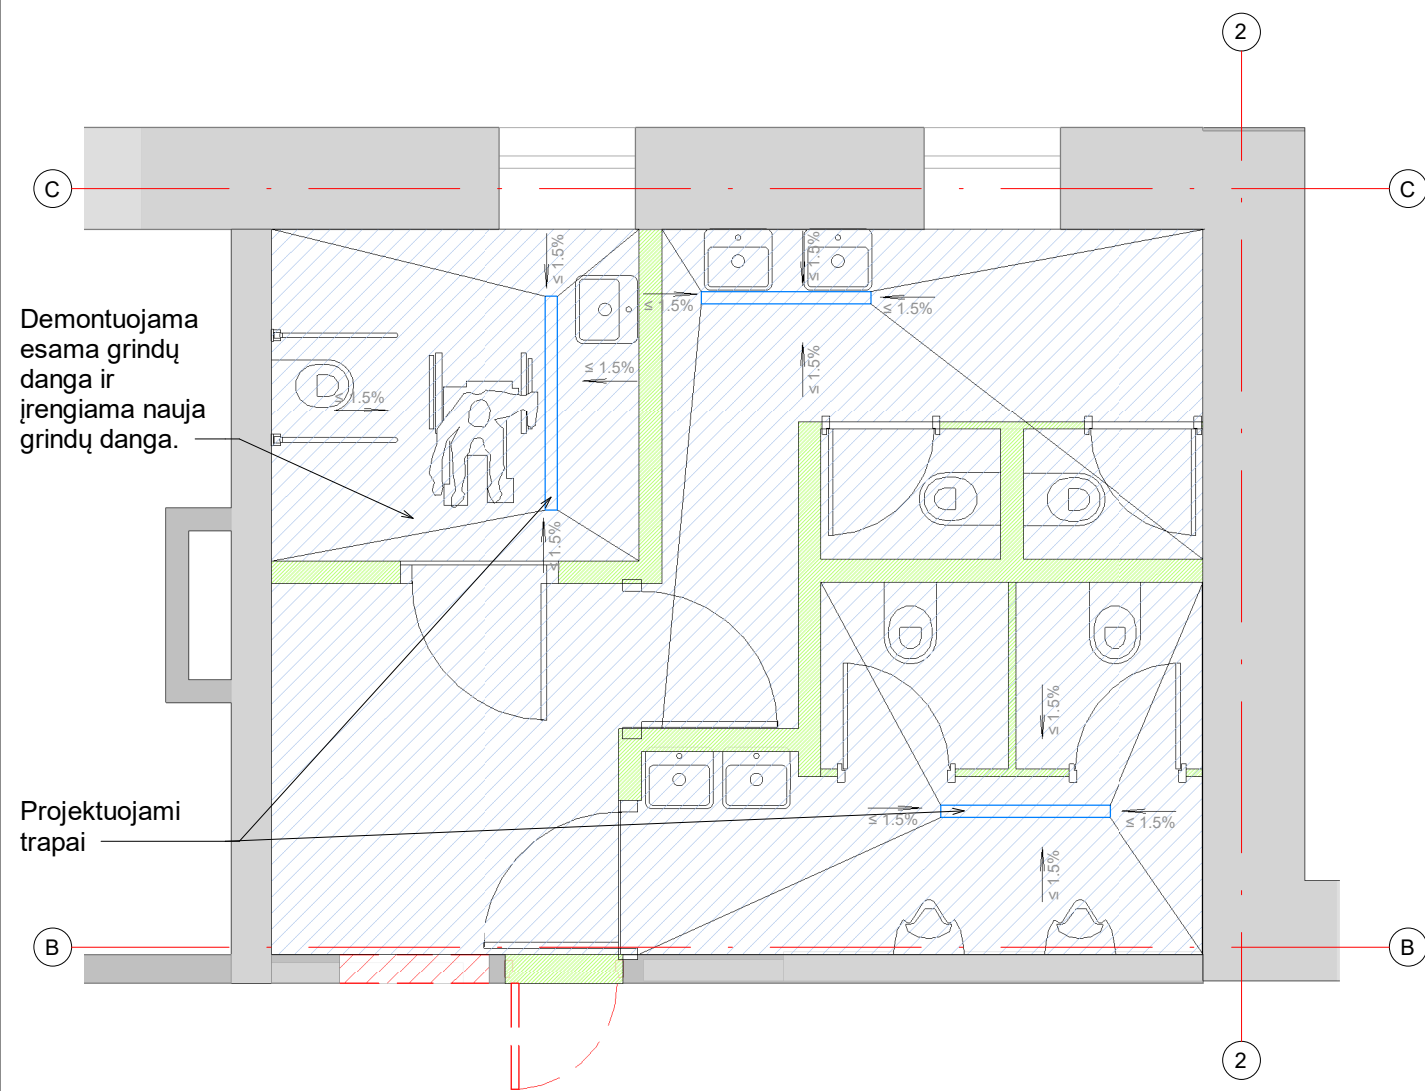 2
C
C
≤ 1.5%
≤ 1.5%
≤ 1.5%
≤ 1.5%
Demontuojama
esama grindų
danga ir
įrengiama nauja
grindų danga.
≤ 1.5%
≤ 1.5%
≤ 1.5%
≤ 1.5%
≤ 1.5%
Projektuojami
trapai
≤ 1.5%
≤ 1.5%
≤ 1.5%
B
B
2